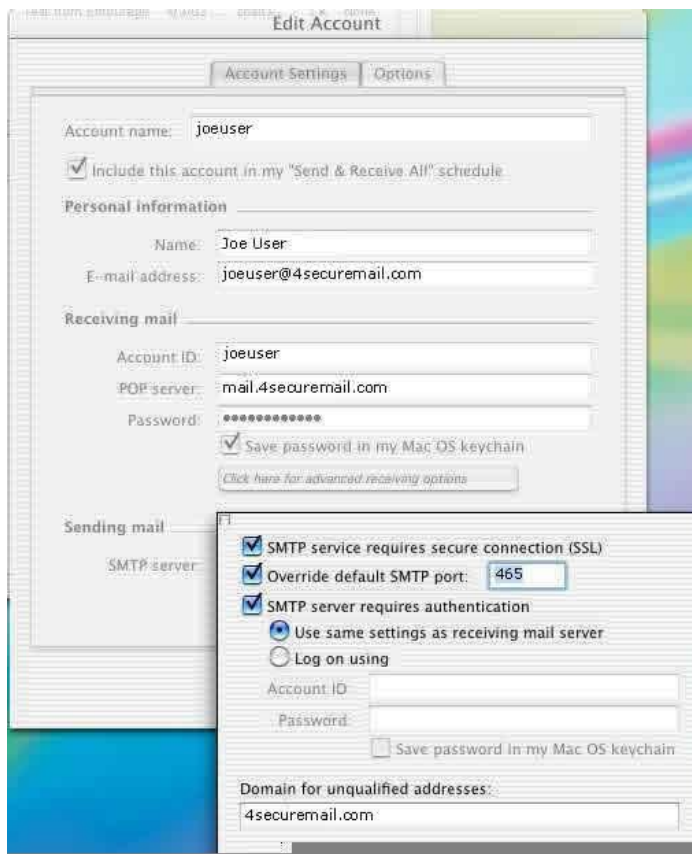 Edit Account
Account Settings Options
Account name: joeuser
Include this account in my "Send & Receive All" schedule
Personal information
Name: Joe User
E-mail address: joeuser@4securemail.com
Receiving mail
Account ID: joeuser
POP server: mail.4securemail.com
Password: ••••••••••••
Save password in my Mac OS keychain
Click here for advanced receiving options
Sending mail
SMTP server:
SMTP service requires secure connection (SSL)
Override default SMTP port: 465
SMTP server requires authentication
Use same settings as receiving mail server
Log on using
Account ID
Password:
Save password in my Mac OS keychain
Domain for unqualified addresses:
4securemail.com